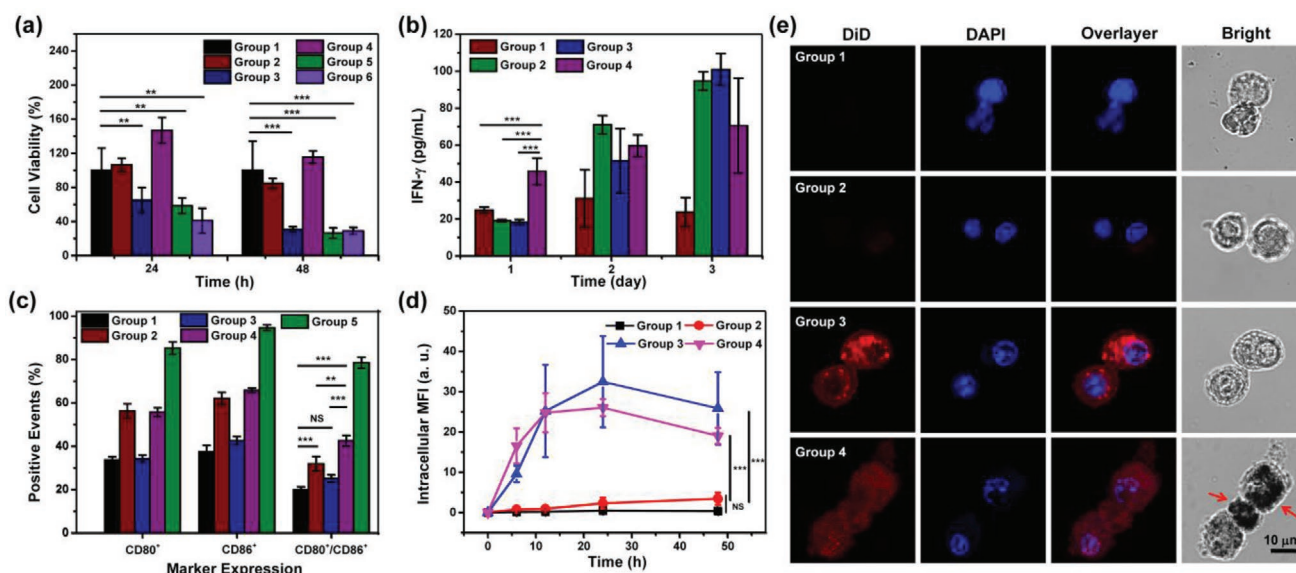 (a)
Cell Viability (%)
240
200
160
120
80
40
0
Group 1
Group 2
Group 3
Group 4
Group 5
Group 6
**
**
**
***
***
***
24
48
Time (h)
(b)
IFN-γ (pg/mL)
120
100
80
60
40
20
0
Group 1
Group 2
Group 3
Group 4
***
***
***
1
2
3
Time (day)
(c)
Positive Events (%)
100
80
60
40
20
0
Group 1
Group 2
Group 3
Group 4
Group 5
***
**
***
NS
***
CD80+
CD86+
CD80+/CD86+
Marker Expression
(d)
Intracellular MFI (a. u.)
50
40
30
20
10
0
Group 1
Group 2
Group 3
Group 4
***
***
NS
0
10
20
30
40
50
Time (h)
(e)
DiD
DAPI
Overlayer
Bright
Group 1
Group 2
Group 3
Group 4
10 μm